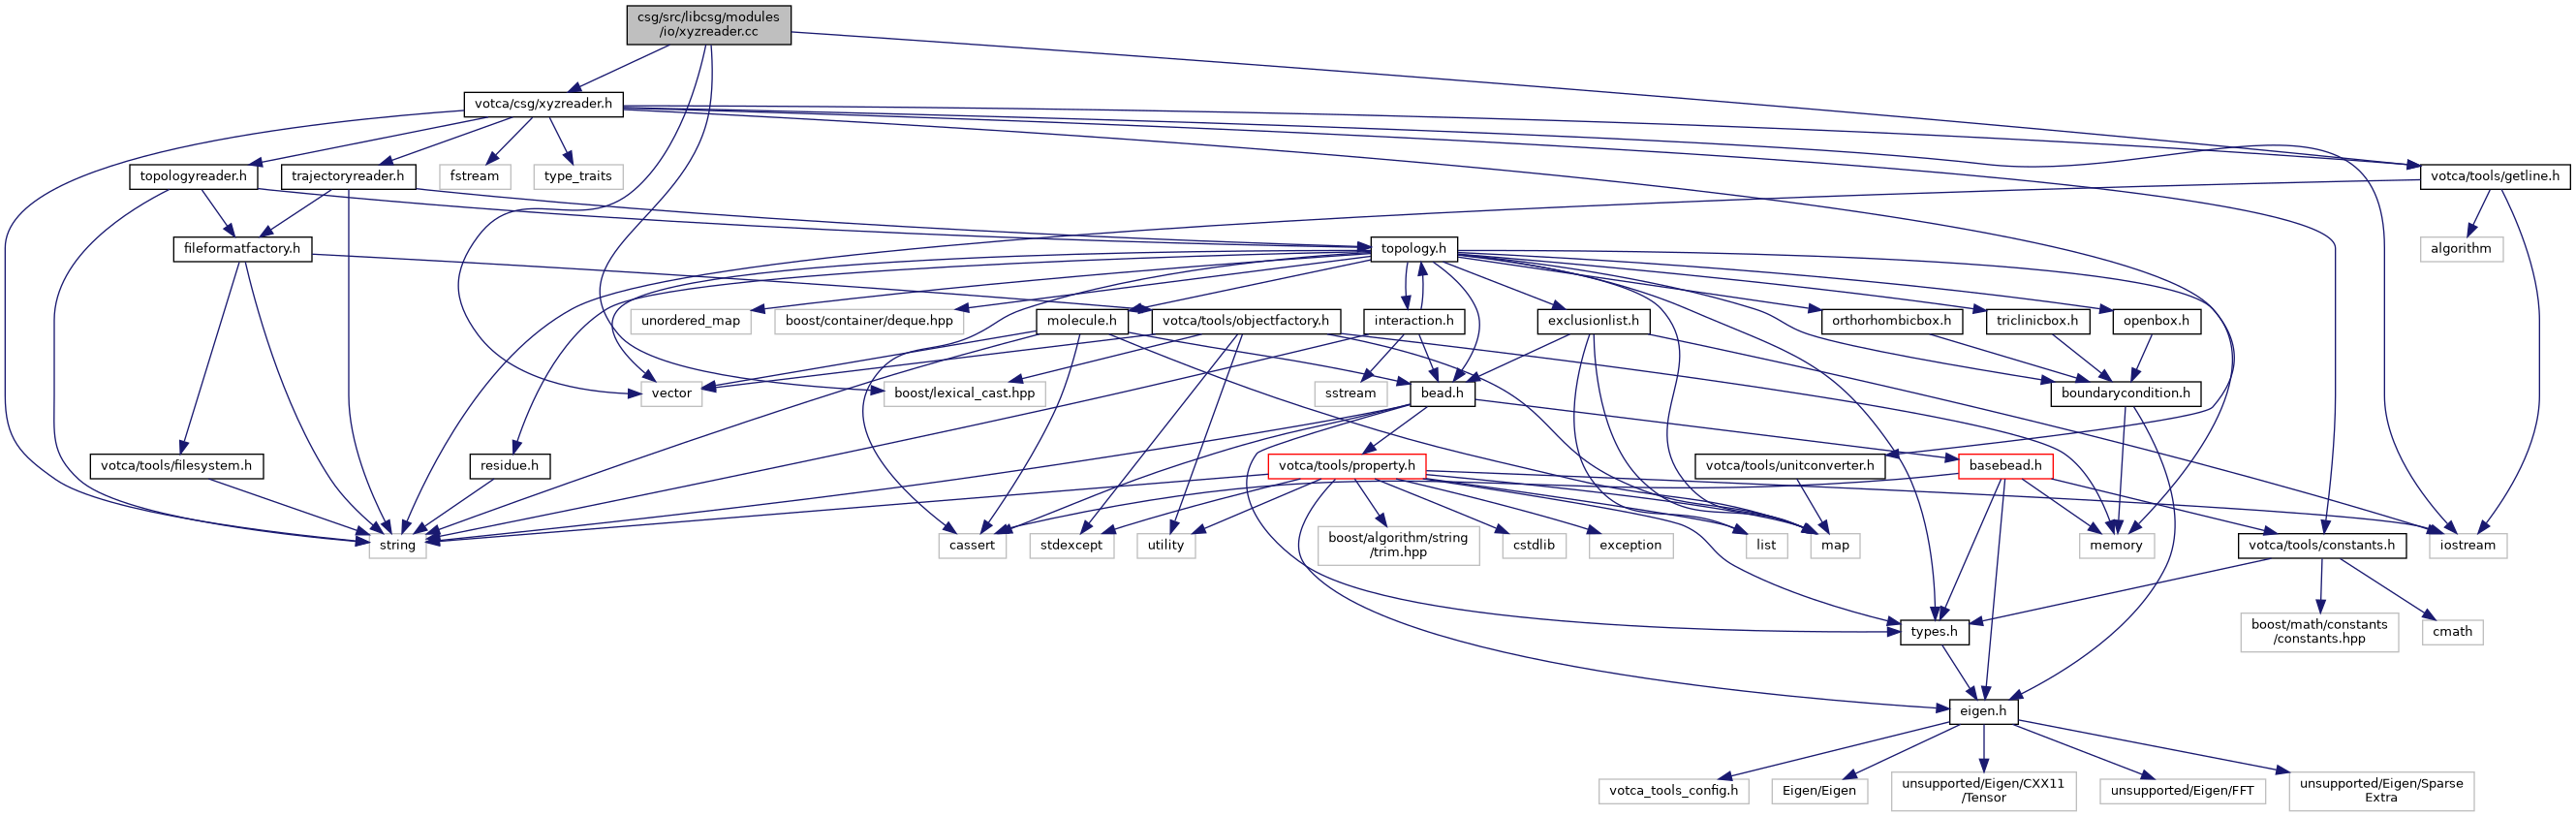 csg/src/libcsg/modules
/io/xyzreader.cc
votca/csg/xyzreader.h
topologyreader.h
trajectoryreader.h
fstream
type_traits
votca/tools/getline.h
fileformatfactory.h
topology.h
algorithm
unordered_map
boost/container/deque.hpp
molecule.h
votca/tools/objectfactory.h
interaction.h
exclusionlist.h
orthorhombicbox.h
triclinicbox.h
openbox.h
vector
boost/lexical_cast.hpp
sstream
bead.h
boundarycondition.h
votca/tools/filesystem.h
residue.h
votca/tools/property.h
votca/tools/unitconverter.h
basebead.h
string
cassert
stdexcept
utility
boost/algorithm/string
/trim.hpp
cstdlib
exception
list
map
memory
votca/tools/constants.h
iostream
types.h
boost/math/constants
/constants.hpp
cmath
eigen.h
votca_tools_config.h
Eigen/Eigen
unsupported/Eigen/CXX11
/Tensor
unsupported/Eigen/FFT
unsupported/Eigen/Sparse
Extra